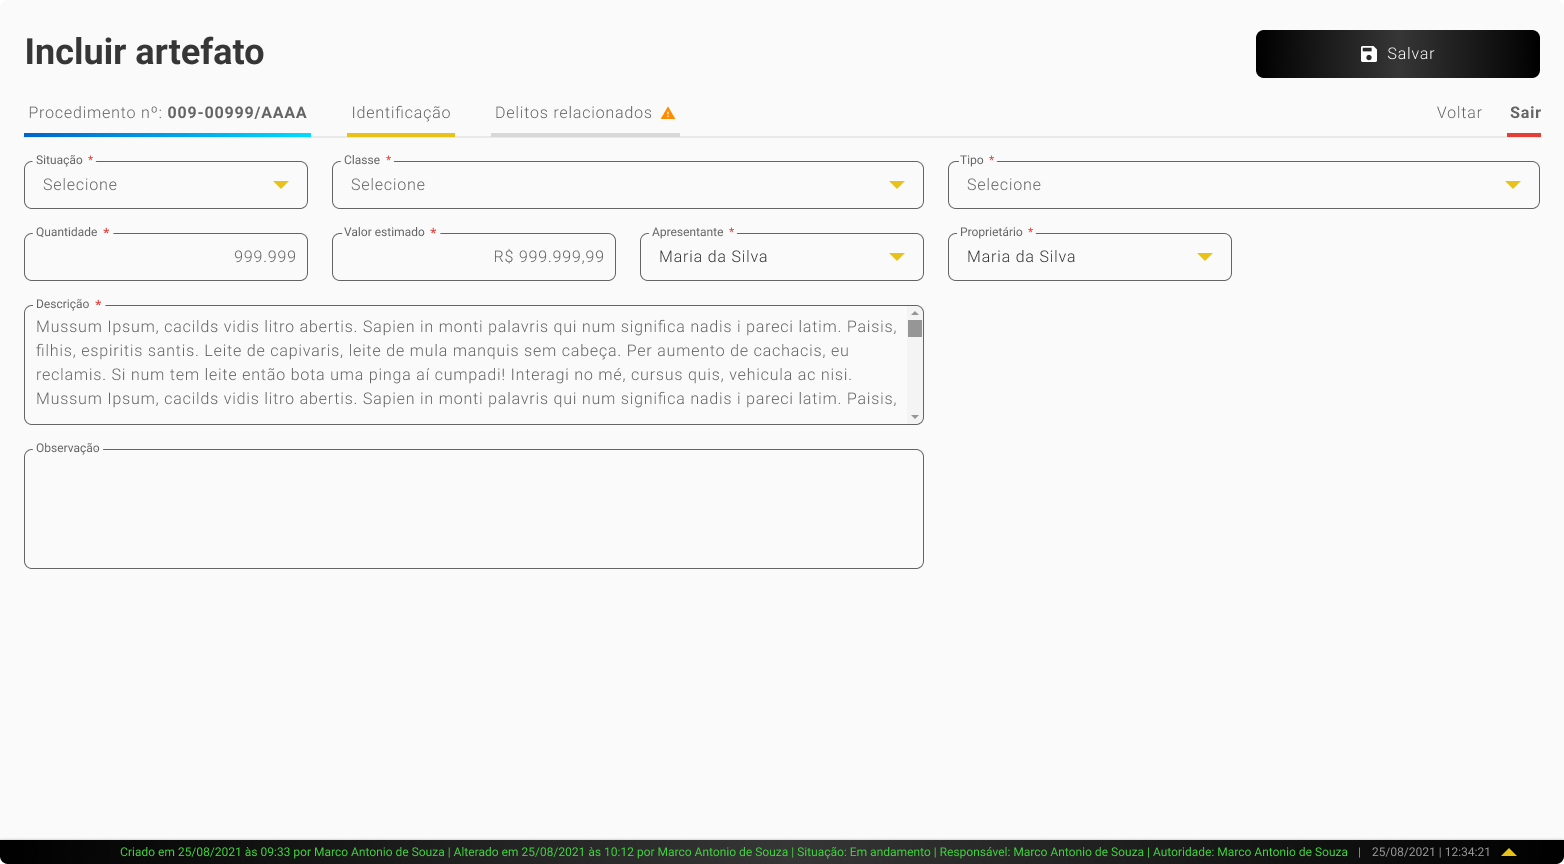 Incluir artefato
Salvar
Procedimento nº: 009-00999/AAAA
Identificação
Delitos relacionados
Voltar
Sair
Situação *
Selecione
Classe *
Selecione
Tipo *
Selecione
Quantidade *
999.999
Valor estimado *
R$ 999.999,99
Apresentante *
Maria da Silva
Proprietário *
Maria da Silva
Descrição *
Mussum Ipsum, cacilds vidis litro abertis. Sapien in monti palavris qui num significa nadis i pareci latim. Paisis,
filhis, espiritis santis. Leite de capivaris, leite de mula manquis sem cabeça. Per aumento de cachacis, eu
reclamis. Si num tem leite então bota uma pinga aí cumpadi! Interagi no mé, cursus quis, vehicula ac nisi.
Mussum Ipsum, cacilds vidis litro abertis. Sapien in monti palavris qui num significa nadis i pareci latim. Paisis,
Observação
Criado em 25/08/2021 às 09:33 por Marco Antonio de Souza | Alterado em 25/08/2021 às 10:12 por Marco Antonio de Souza | Situação: Em andamento | Responsável: Marco Antonio de Souza | Autoridade: Marco Antonio de Souza | 25/08/2021 | 12:34:21